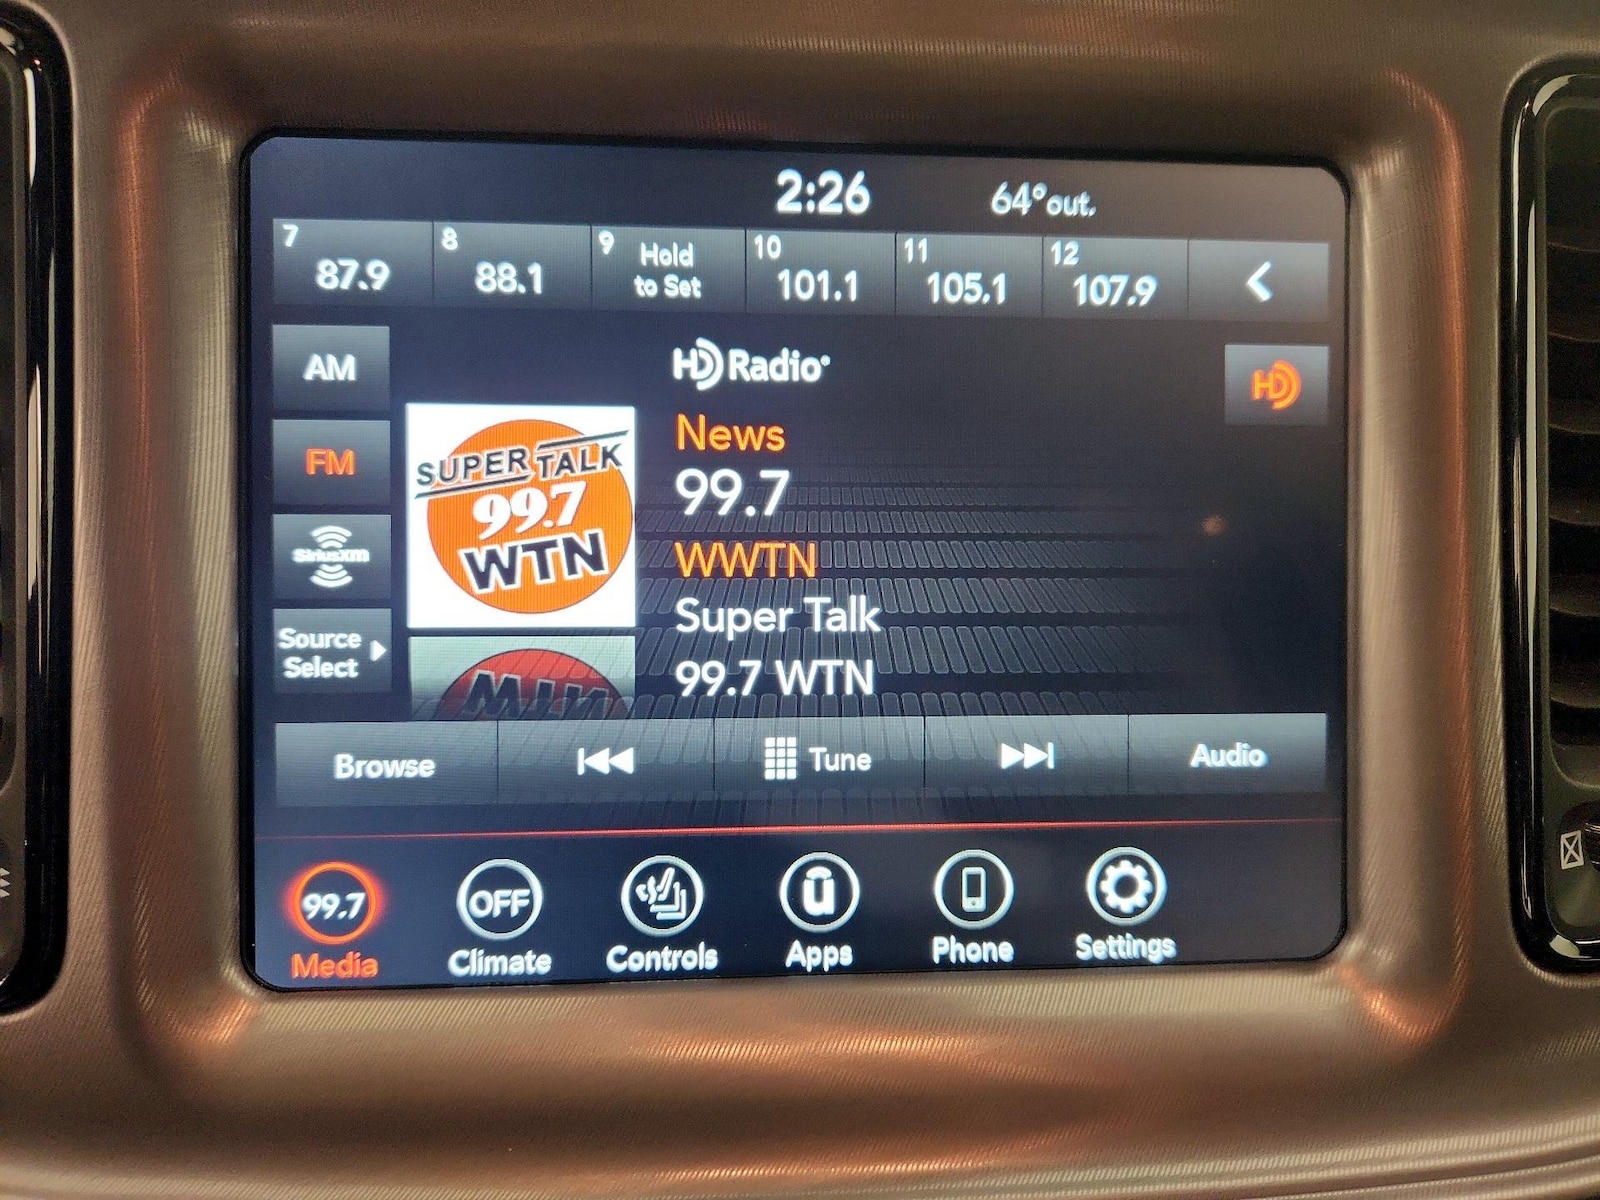 2:26 64° out.
7 87.9
8 88.1
9 Hold to Set
10 101.1
11 105.1
12 107.9
AM
FM
SiriusXM
Source
Select
SUPER TALK
99.7
WTN
HD Radio
HD
News
99.7
WWTN
Super Talk
99.7 WTN
Browse
Tune
Audio
99.7
Media
OFF
Climate
Controls
Apps
Phone
Settings